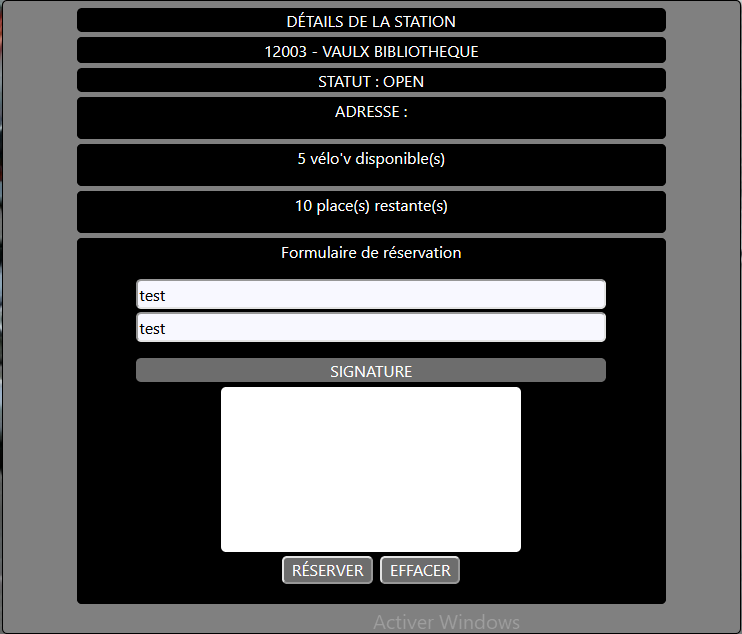 DÉTAILS DE LA STATION
12003 - VAULX BIBLIOTHEQUE
STATUT : OPEN
ADRESSE :
5 vélo'v disponible(s)
10 place(s) restante(s)
Formulaire de réservation
test
test
SIGNATURE
RÉSERVER EFFACER
Activer Windows